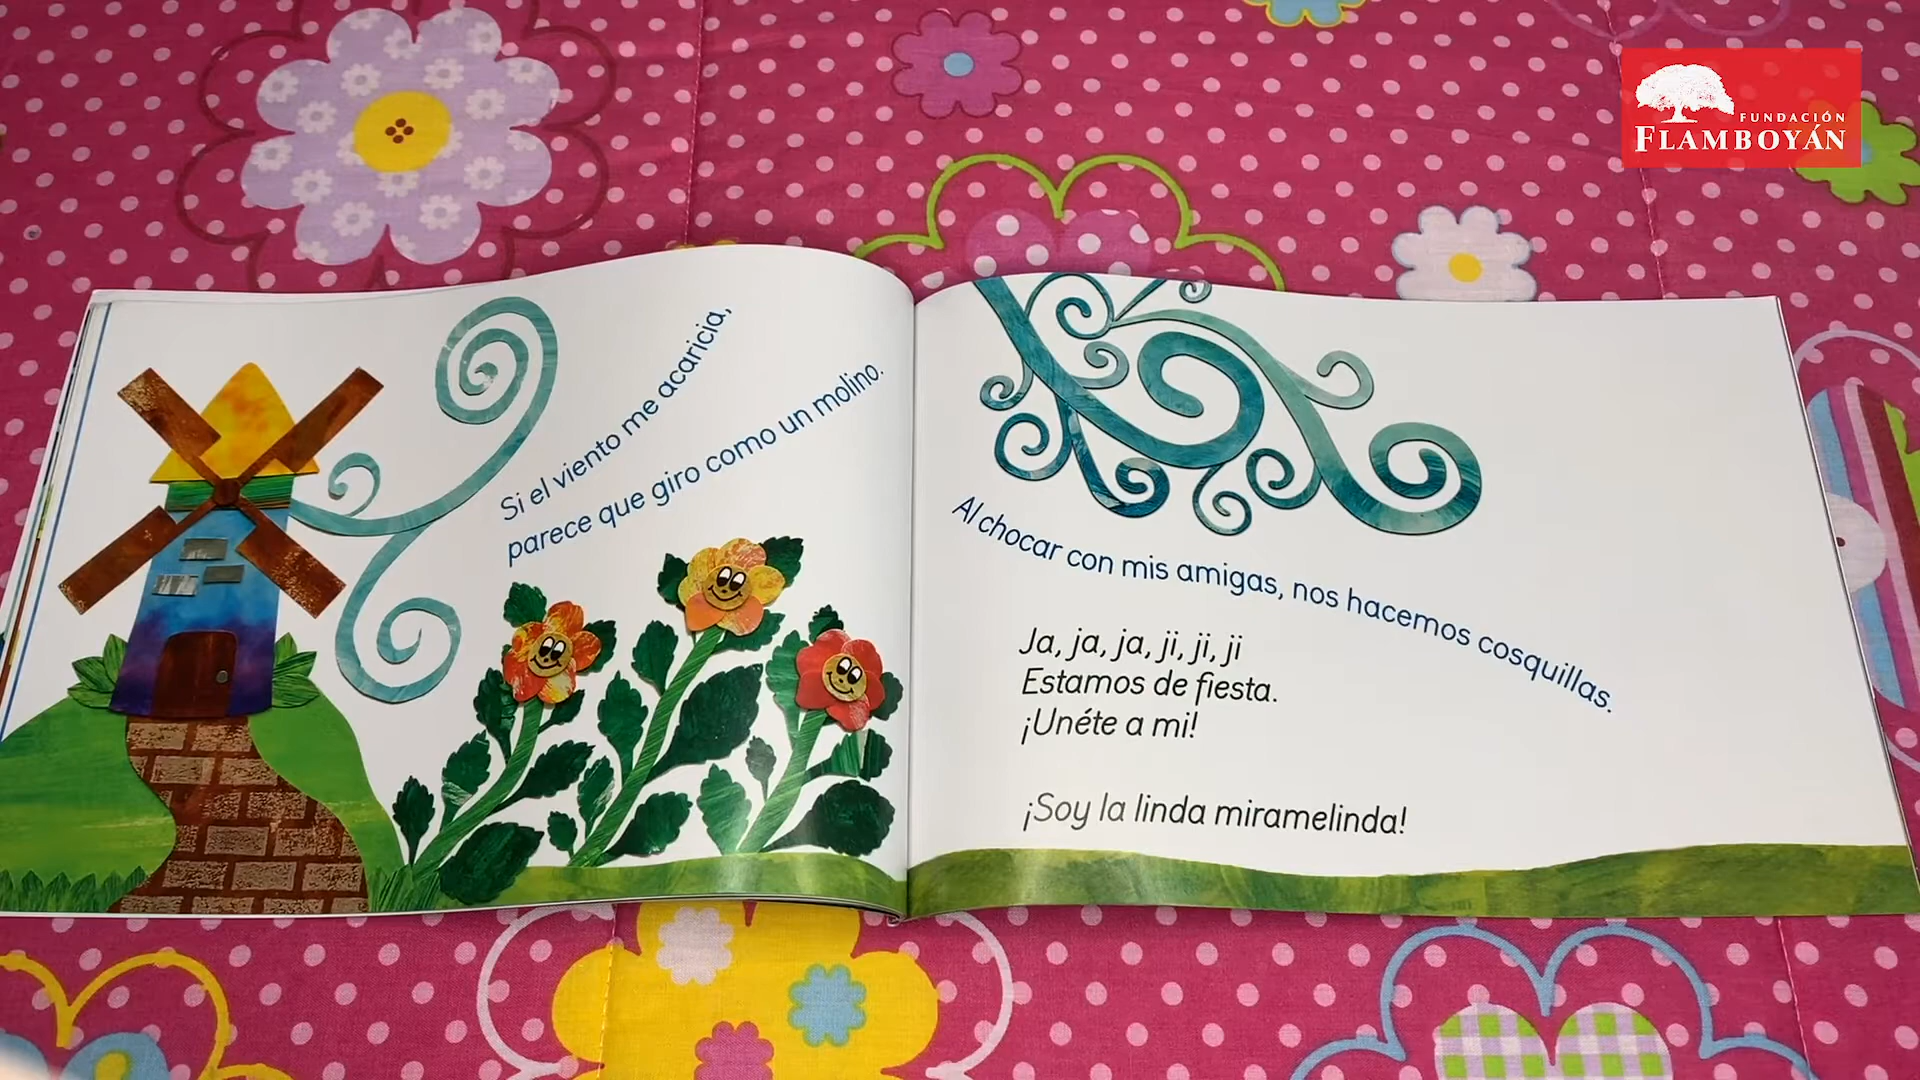 FUNDACIÓN
FLAMBOYÁN
Si el viento me acaricia,
parece que giro como un molino.
Al chocar con mis amigas, nos hacemos cosquillas.
Ja, ja, ja, ji, ji, ji
Estamos de fiesta.
¡Unéte a mi!
¡Soy la linda miramelinda!